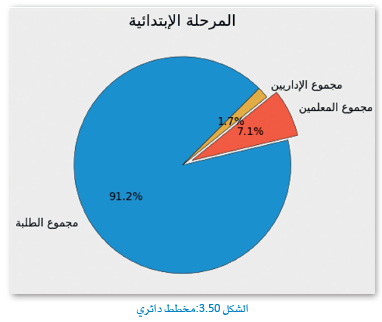 المرحلة الإبتدائية
مجموع الإداريين
مجموع المعلمين
1.7%
7.1%
91.2%
مجموع الطلبة
الشكل 3.50:مخطط دائري